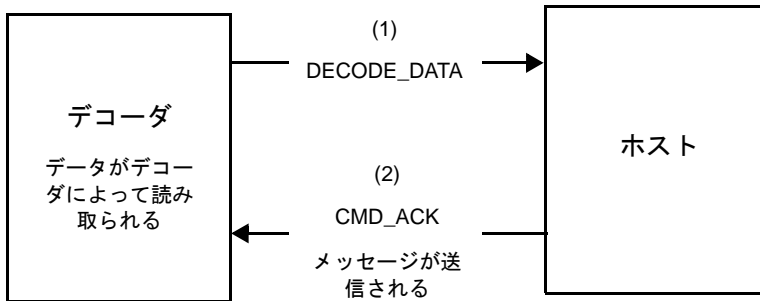 デコーダ
データがデコー
ダによって読み
取られる
(1)
DECODE_DATA
(2)
CMD_ACK
メッセージが送
信される
ホスト